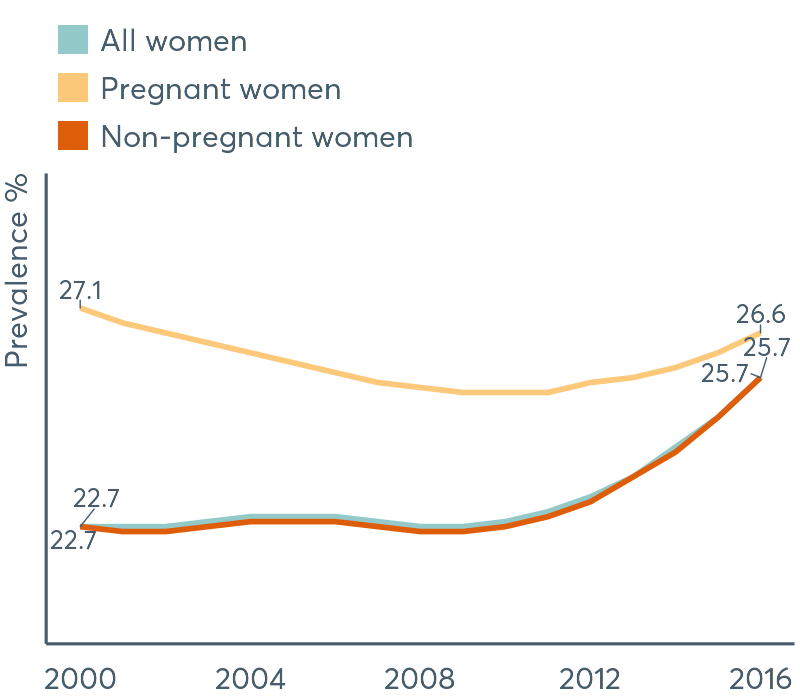 All women
Pregnant women
Non-pregnant women
Prevalence %
27.1
26.6
25.7
25.7
22.7
22.7
2000 2004 2008 2012 2016